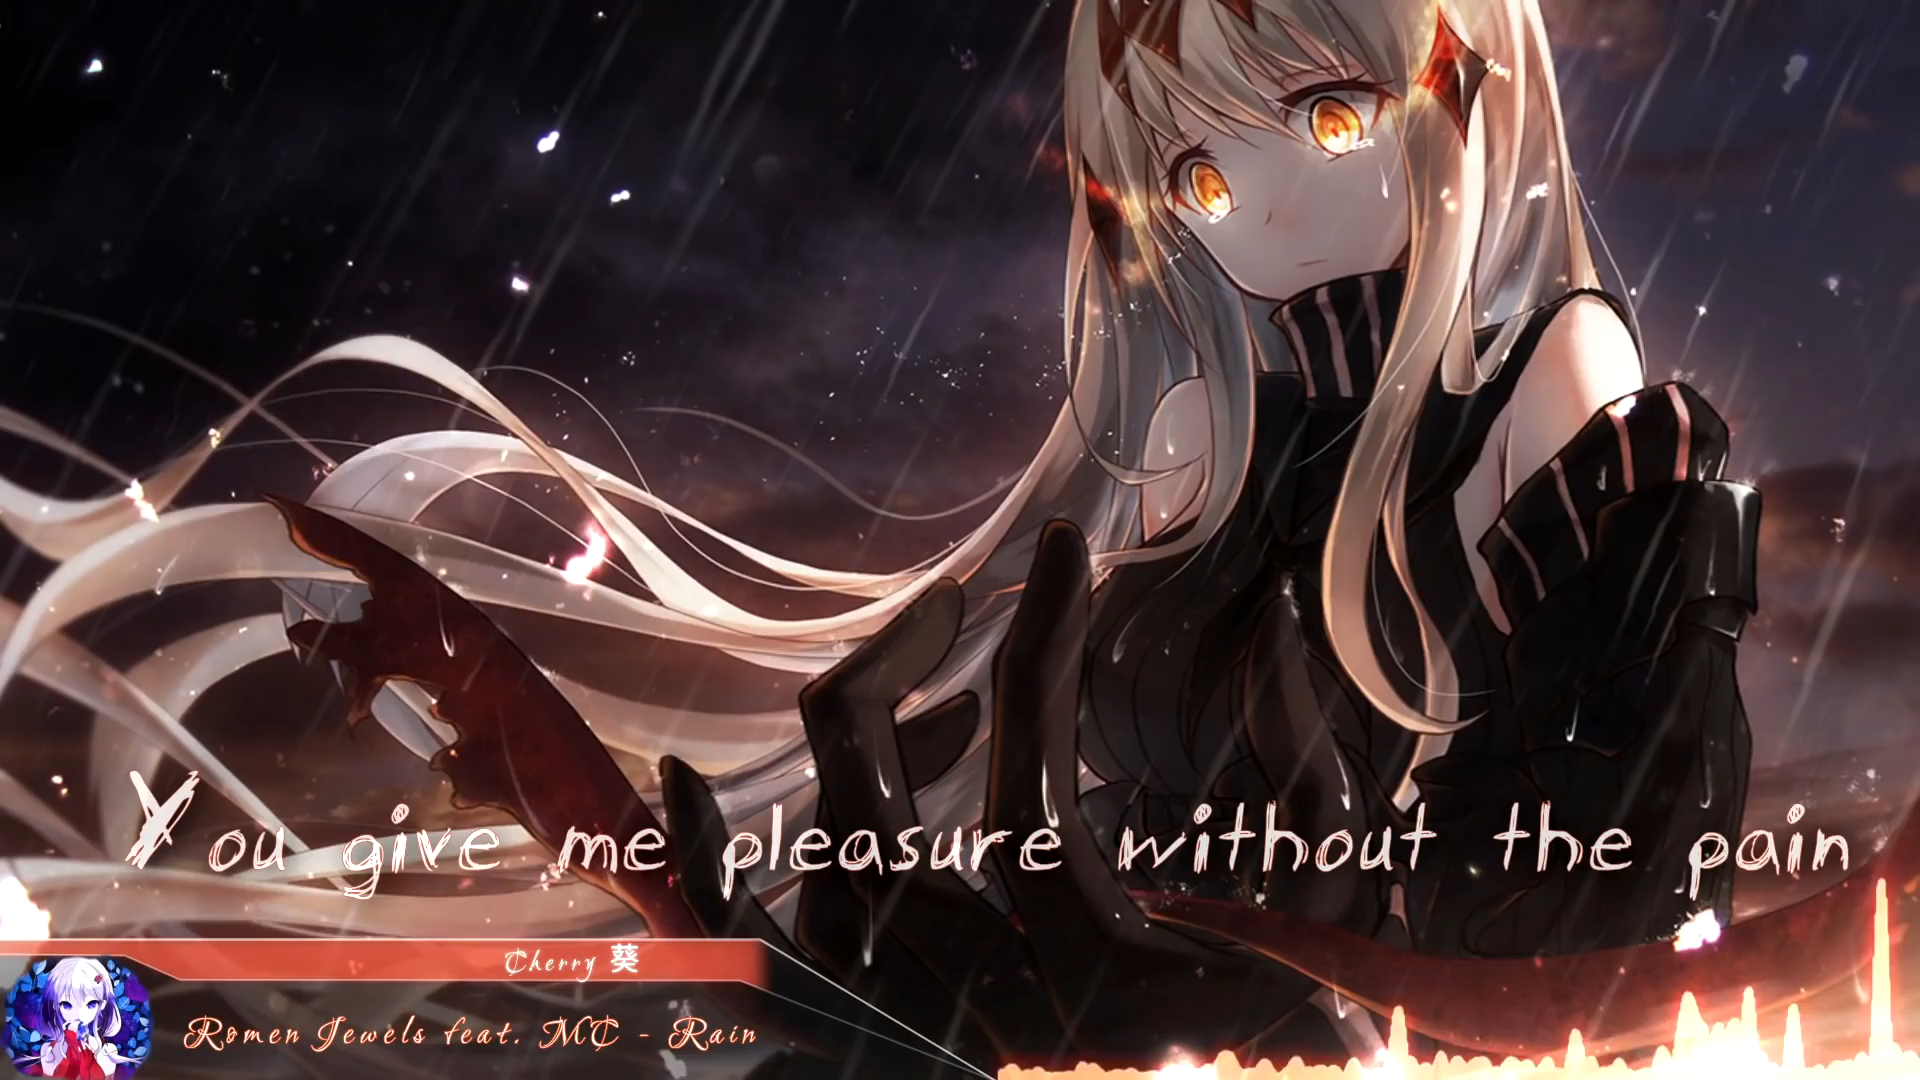 You give me pleasure without the pain
Cherry 葵
Romen Jewels feat. MC - Rain